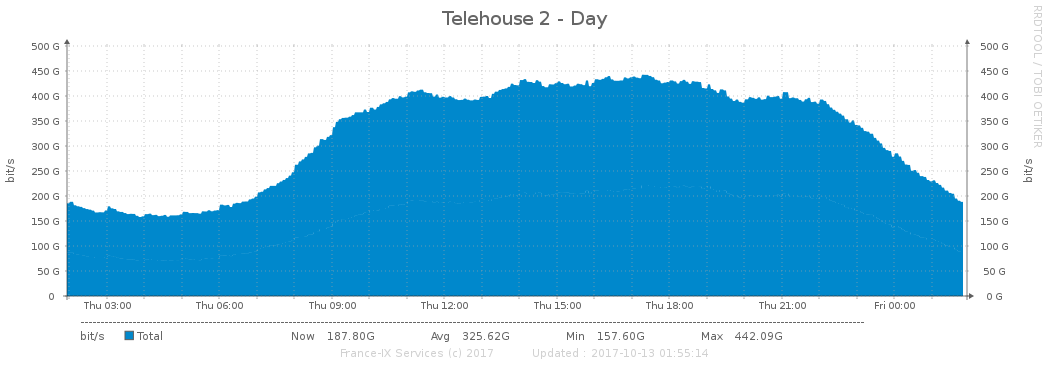 Telehouse 2 - Day
RRDTOOL / TOBI OETIKER
bit/s
500 G 500 G
450 G 450 G
400 G 400 G
350 G 350 G
300 G 300 G
250 G 250 G
200 G 200 G
150 G 150 G
100 G 100 G
50 G 50 G
0 0 G
bit/s
Thu 03:00 Thu 06:00 Thu 09:00 Thu 12:00 Thu 15:00 Thu 18:00 Thu 21:00 Fri 00:00
bit/s Total Now 187.80G Avg 325.62G Min 157.60G Max 442.09G
France-IX Services (c) 2017 Updated : 2017-10-13 01:55:14